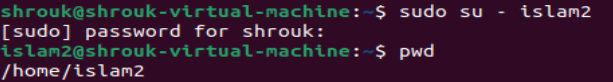 shrouk@shrouk-virtual-machine:~$ sudo su - islam2
[sudo] password for shrouk:
islam2@shrouk-virtual-machine:~$ pwd
/home/islam2